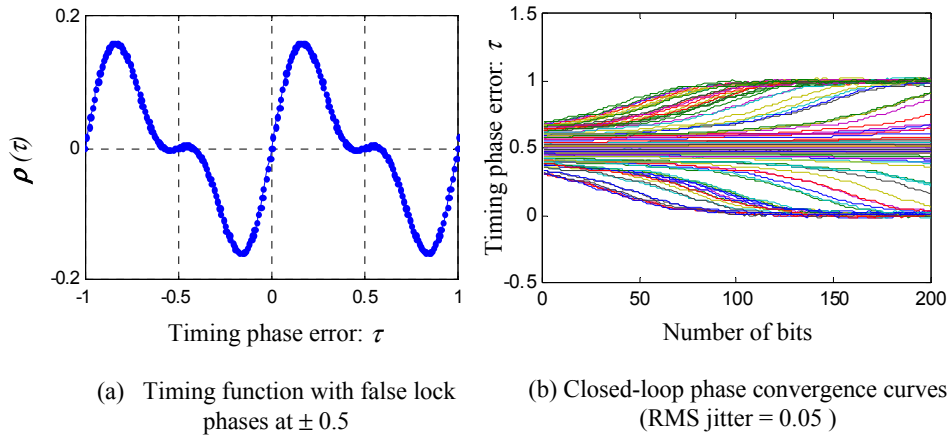 0.2
0
-0.2
ρ (τ)
-1
-0.5
0
0.5
1
Timing phase error: τ
(a) Timing function with false lock
phases at ± 0.5
1.5
1
0.5
0
-0.5
Timing phase error: τ
0
50
100
150
200
Number of bits
(b) Closed-loop phase convergence curves
(RMS jitter = 0.05 )